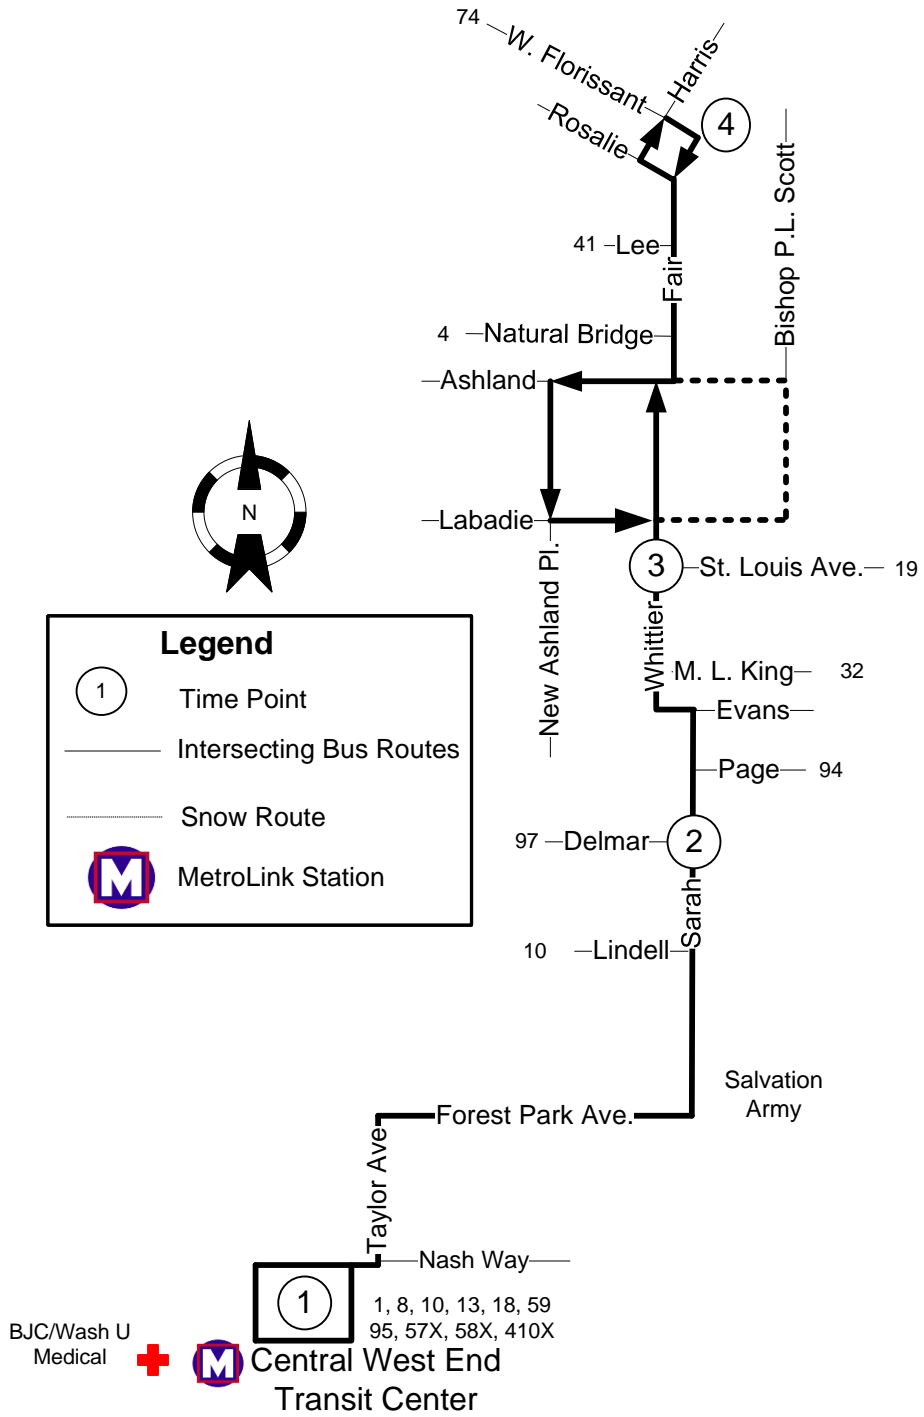 74
W. Florissant
Harris
Rosalie
4
Bishop P.L. Scott
41 Lee
Fair
4 Natural Bridge
Ashland
N
Labadie
3 St. Louis Ave. 19
New Ashland Pl.
Whittier
M. L. King 32
Evans
Page 94
97 Delmar 2
Sarah
10 Lindell
Legend
1 Time Point
Intersecting Bus Routes
Snow Route
M MetroLink Station
Salvation
Army
Forest Park Ave.
Taylor Ave
Nash Way
1
1, 8, 10, 13, 18, 59
95, 57X, 58X, 410X
BJC/Wash U
Medical
M Central West End
Transit Center